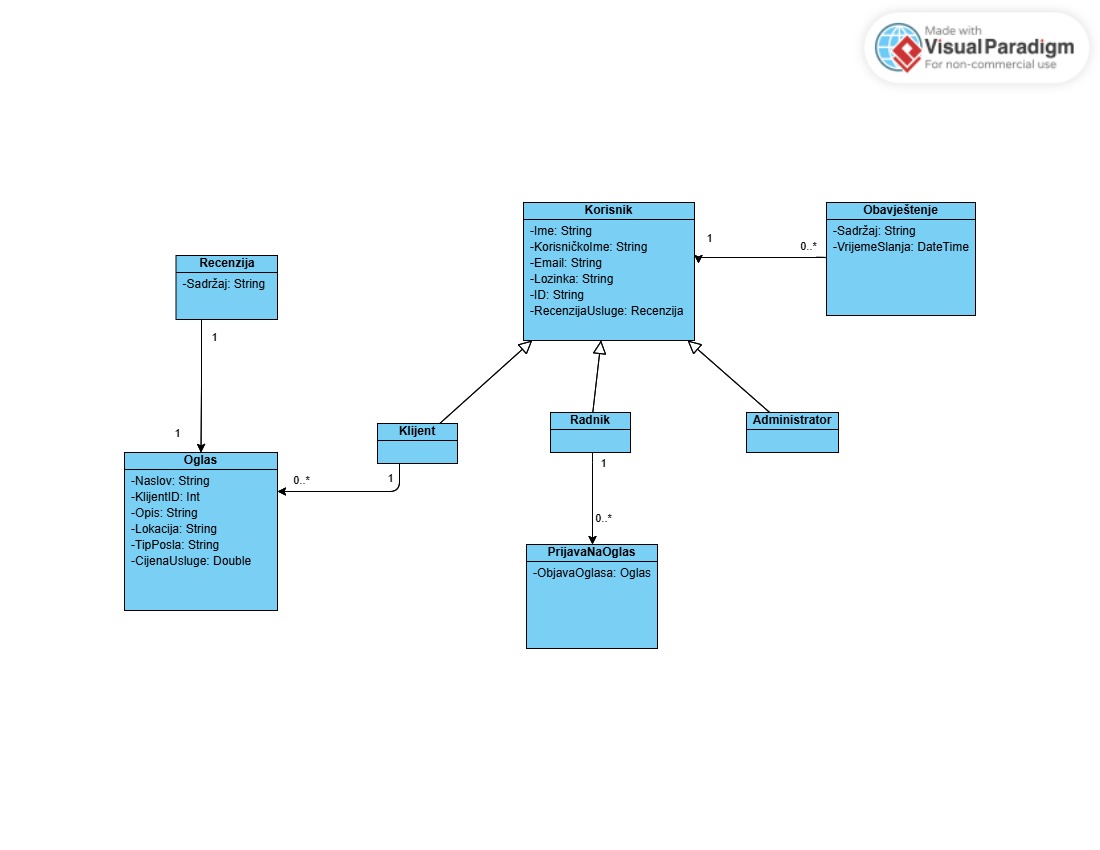 Made with
Visual Paradigm
For non-commercial use
Korisnik
-Ime: String
-KorisničkoIme: String
-Email: String
-Lozinka: String
-ID: String
-RecenzijaUsluge: Recenzija
1
0..*
Obavještenje
-Sadržaj: String
-VrijemeSlanja: DateTime
Recenzija
-Sadržaj: String
1
1
Klijent
Radnik
Administrator
Oglas
-Naslov: String
-KlijentID: Int
-Opis: String
-Lokacija: String
-TipPosla: String
-CijenaUsluge: Double
0..*
1
1
0..*
PrijavaNaOglas
-ObjavaOglasa: Oglas